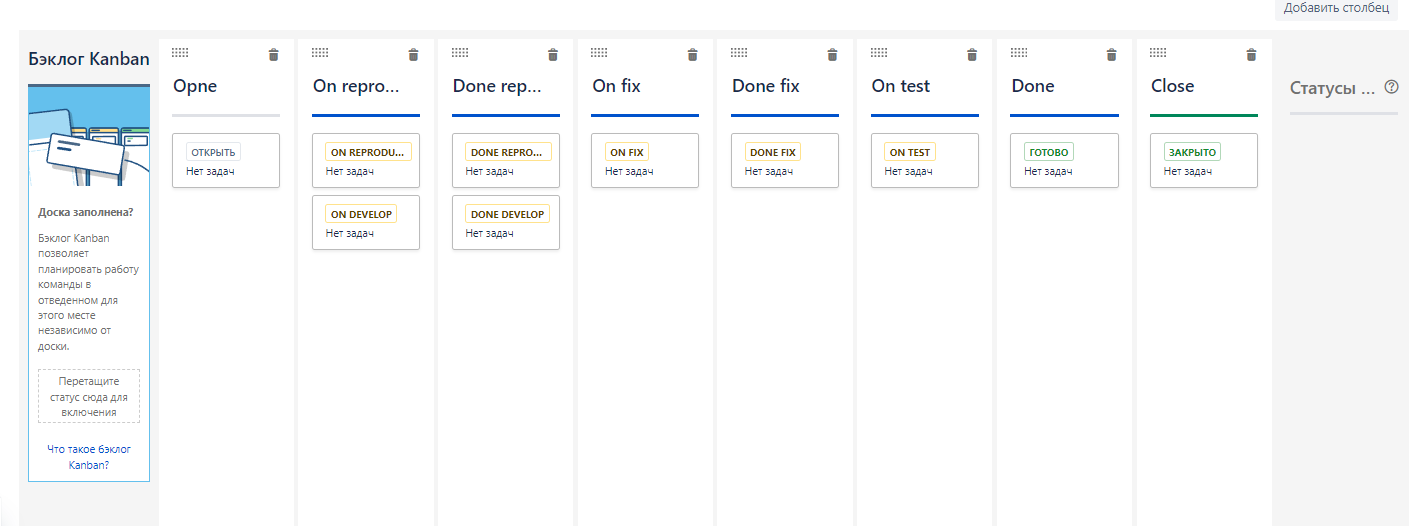 Добавить столбец
Бэклог Kanban
Доска заполнена?
Бэклог Kanban
позволяет
планировать работу
команды в
отведенном для
этого месте
независимо от
доски.
Перетащите
статус сюда для
включения
Что такое бэклог
Kanban?
Opne
ОТКРЫТЬ
Нет задач
On repro...
ON REPRODU...
Нет задач
ON DEVELOP
Нет задач
Done rep...
DONE REPRO...
Нет задач
DONE DEVELOP
Нет задач
On fix
ON FIX
Нет задач
Done fix
DONE FIX
Нет задач
On test
ON TEST
Нет задач
Done
ГОТОВО
Нет задач
Close
ЗАКРЫТО
Нет задач
Статусы ...